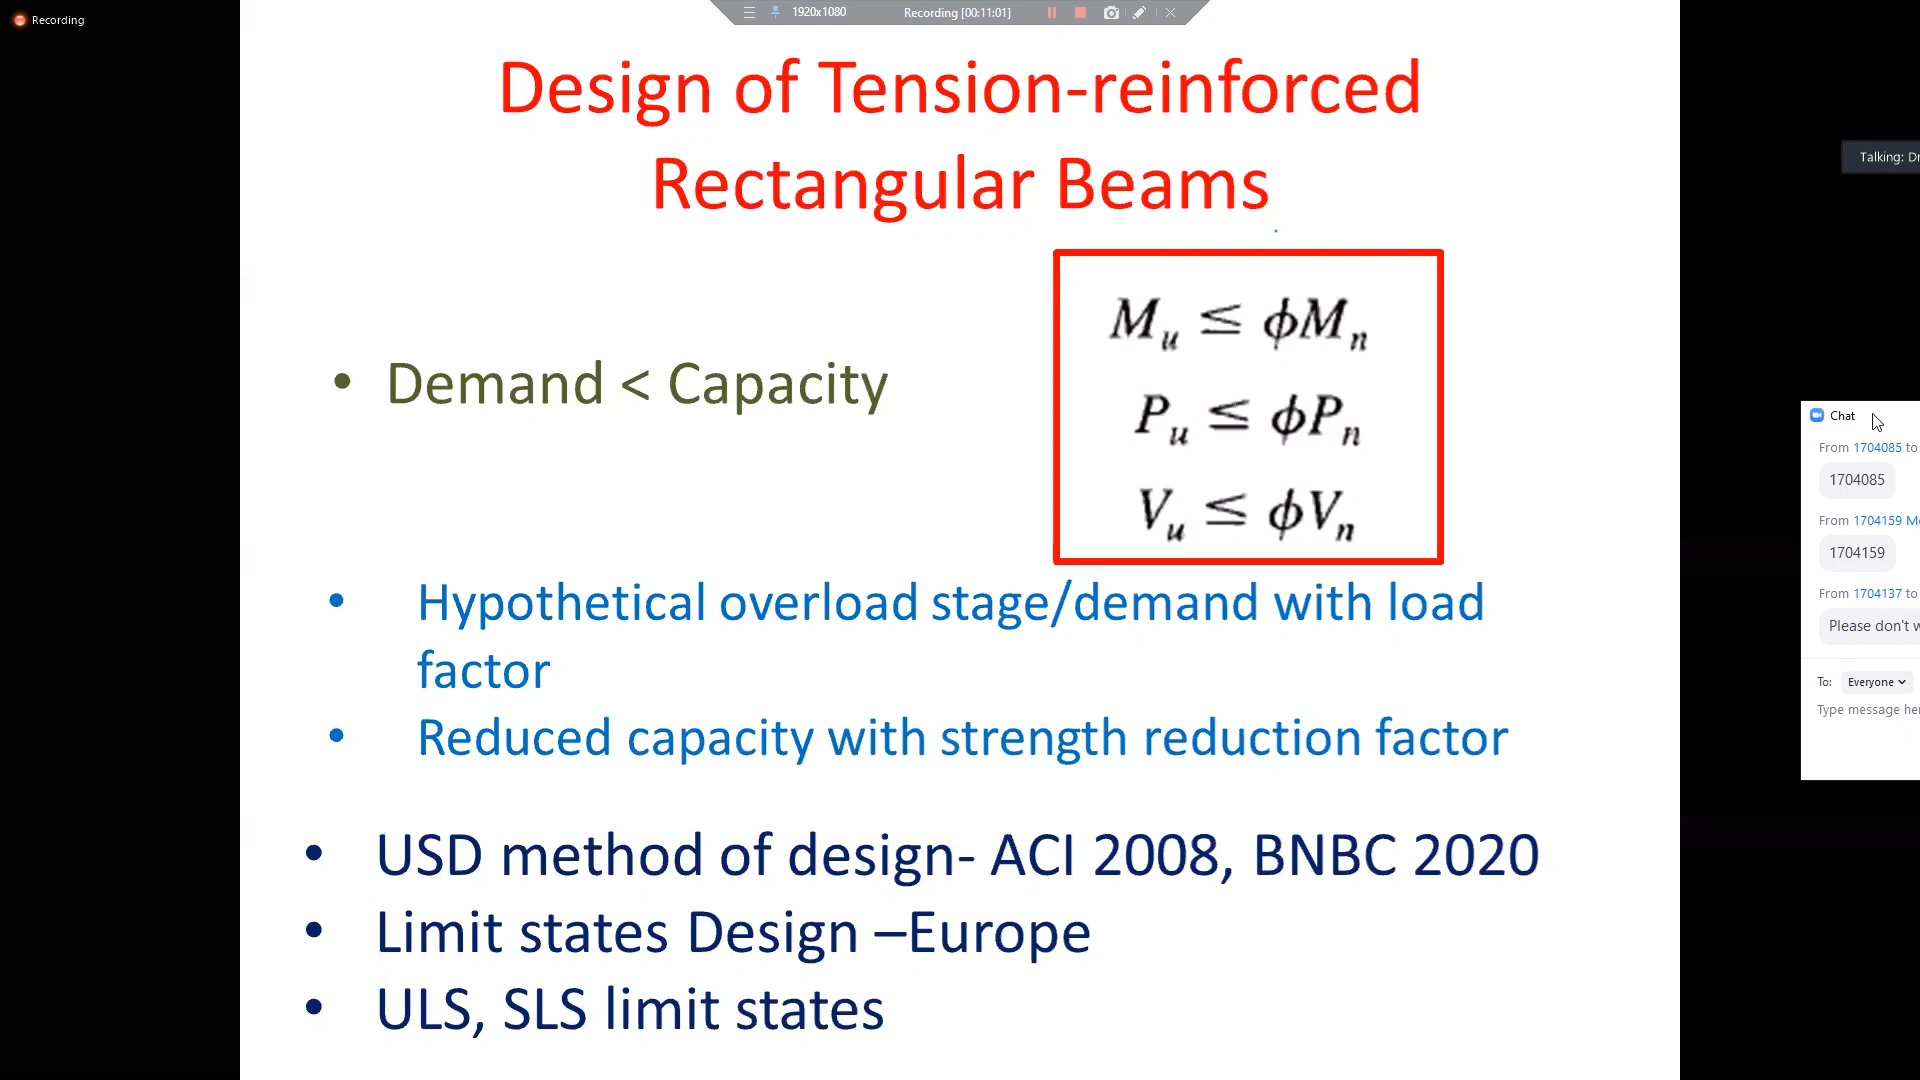 Recording
1920x1080
Recording [00:11:01]
Design of Tension-reinforced
Rectangular Beams
Talking: Dr
• Demand < Capacity
Mu ≤ ϕMn
Pu ≤ ϕPn
Vu ≤ ϕVn
• Hypothetical overload stage/demand with load
factor
• Reduced capacity with strength reduction factor
• USD method of design- ACI 2008, BNBC 2020
• Limit states Design –Europe
• ULS, SLS limit states
Chat
From 1704085 to
1704085
From 1704159
1704159
From 1704137 to
Please don't
To: Everyone
Type message